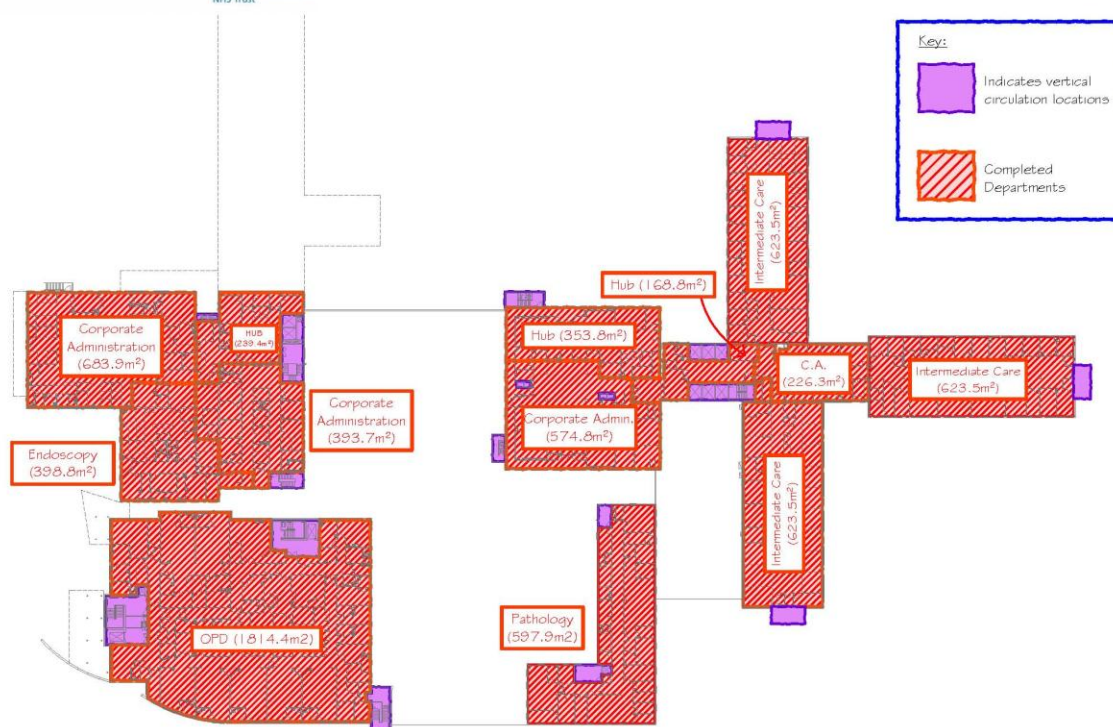 NHS Trust
Key:
Indicates vertical
circulation locations
Completed
Departments
Intermediate Care
(623.5m²)
Hub (168.8m²)
Corporate
Administration
(683.9m²)
HUB
(239.4m²)
Hub (353.8m²)
C.A.
(226.3m²)
Intermediate Care
(623.5m²)
Corporate
Administration
(393.7m²)
Corporate Admin.
(574.8m²)
Endoscopy
(398.8m²)
Intermediate Care
(623.5m²)
OPD (1814.4m2)
Pathology
(597.9m2)